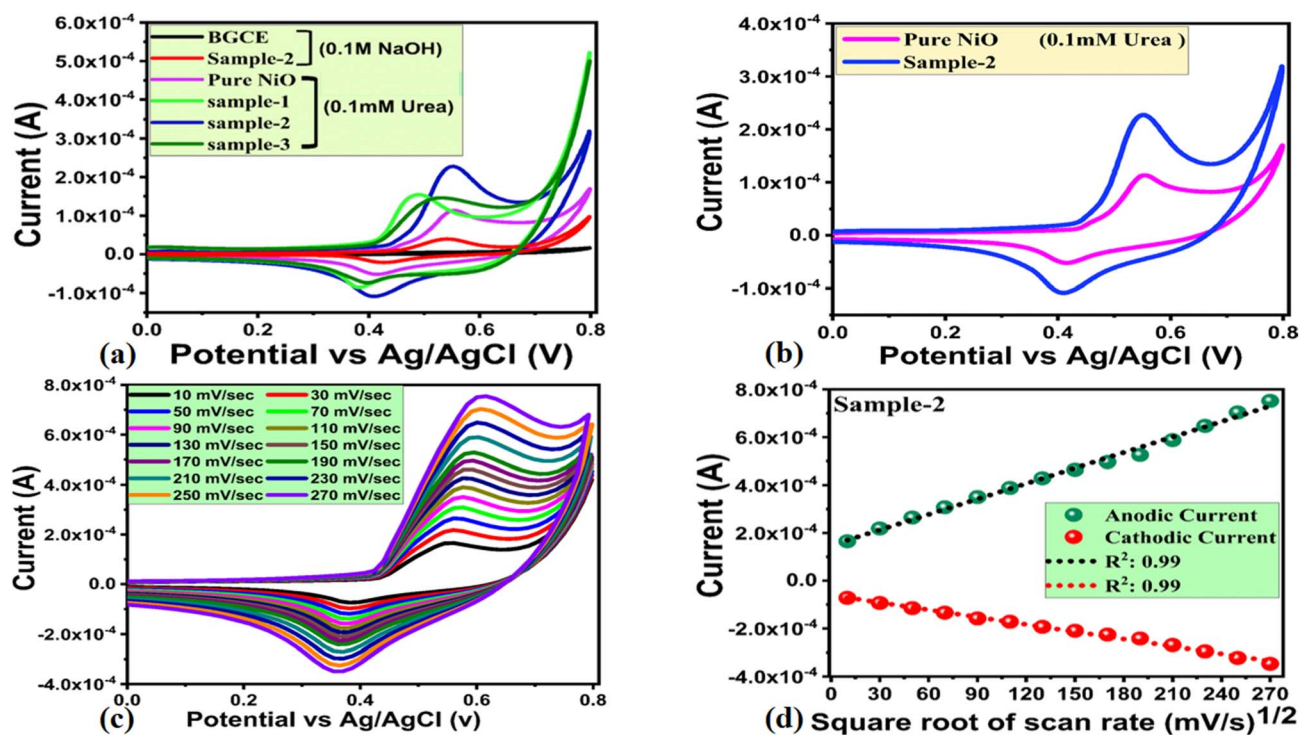 6.0x10⁻⁴
5.0x10⁻⁴
4.0x10⁻⁴
3.0x10⁻⁴
2.0x10⁻⁴
1.0x10⁻⁴
0.0
-1.0x10⁻⁴
Current (A)
BGCE
Sample-2
(0.1M NaOH)
Pure NiO
sample-1
sample-2
sample-3
(0.1mM Urea)
0.0 0.2 0.4 0.6 0.8
(a) Potential vs Ag/AgCl (V)
4.0x10⁻⁴
3.0x10⁻⁴
2.0x10⁻⁴
1.0x10⁻⁴
0.0
-1.0x10⁻⁴
Current (A)
Pure NiO (0.1mM Urea )
Sample-2
0.0 0.2 0.4 0.6 0.8
(b) Potential vs Ag/AgCl (V)
8.0x10⁻⁴
6.0x10⁻⁴
4.0x10⁻⁴
2.0x10⁻⁴
0.0
-2.0x10⁻⁴
-4.0x10⁻⁴
Current (A)
10 mV/sec 30 mV/sec
50 mV/sec 70 mV/sec
90 mV/sec 110 mV/sec
130 mV/sec 150 mV/sec
170 mV/sec 190 mV/sec
210 mV/sec 230 mV/sec
250 mV/sec 270 mV/sec
0.0 0.2 0.4 0.6 0.8
(c) Potential vs Ag/AgCl (v)
8.0x10⁻⁴
6.0x10⁻⁴
4.0x10⁻⁴
2.0x10⁻⁴
0.0
-2.0x10⁻⁴
-4.0x10⁻⁴
Current (A)
Sample-2
Anodic Current
Cathodic Current
R²: 0.99
R²: 0.99
0 30 60 90 120 150 180 210 240 270
(d) Square root of scan rate (mV/s)¹/²